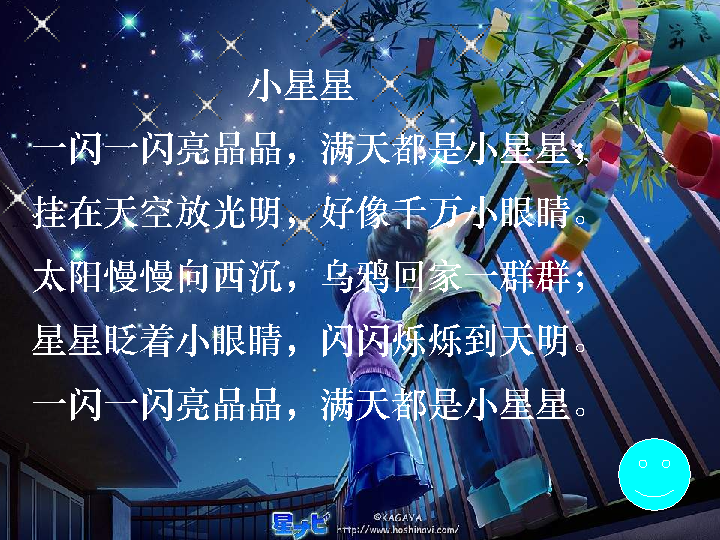 小星星
一闪一闪亮晶晶，满天都是小星星；
挂在天空放光明，好像千万小眼睛。
太阳慢慢向西沉，乌鸦回家一群群；
星星眨着小眼睛，闪闪烁烁到天明。
一闪一闪亮晶晶，满天都是小星星。
星ナビ
©KAGAYA
http://www.hoshinavi.com/